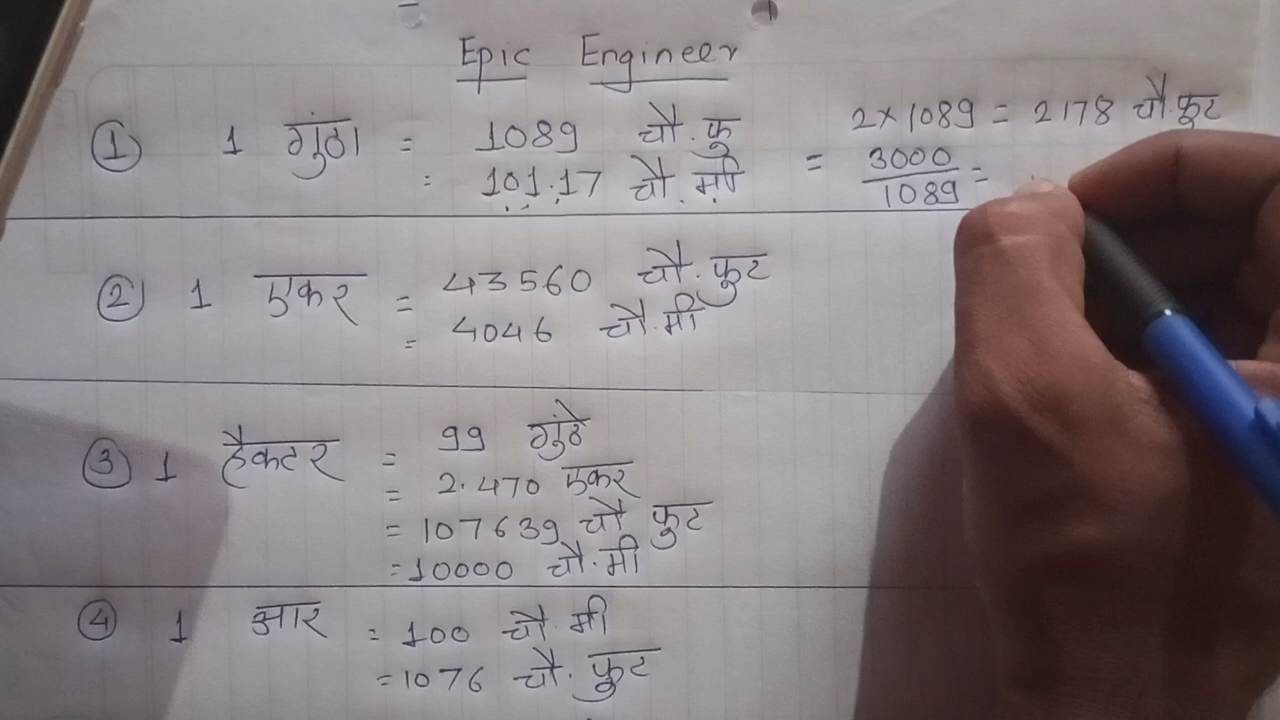 Epic Engineer
① 1 गुंठा = 1089 चौ.फु
= 101.17 चौ.मी
2×1089 = 2178 चौ.फूट
= 3000/1089 =
② 1 एकर = 43560 चौ.फुट
= 4046 चौ.मी
③ 1 हैक्टर = 99 गुंठे
= 2.470 एकर
= 107639 चौ फुट
=10000 चौ.मी
④ 1 आर = 100 चौ.मी
=1076 चौ.फुट